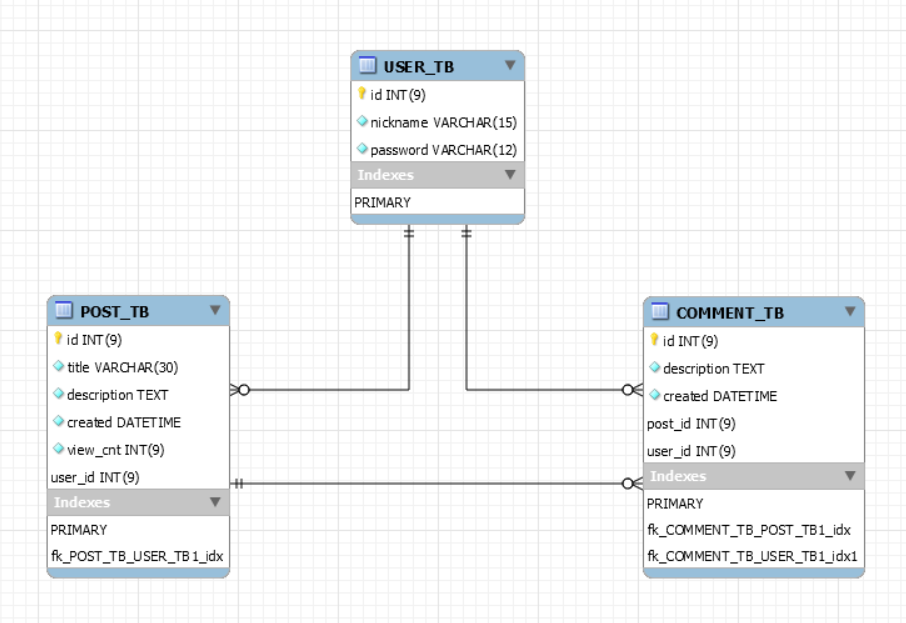 USER_TB
id INT(9)
nickname VARCHAR(15)
password VARCHAR(12)
Indexes
PRIMARY
POST_TB
id INT(9)
title VARCHAR(30)
description TEXT
created DATETIME
view_cnt INT(9)
user_id INT(9)
Indexes
PRIMARY
fk_POST_TB_USER_TB1_idx
COMMENT_TB
id INT(9)
description TEXT
created DATETIME
post_id INT(9)
user_id INT(9)
Indexes
PRIMARY
fk_COMMENT_TB_POST_TB1_idx
fk_COMMENT_TB_USER_TB1_idx1